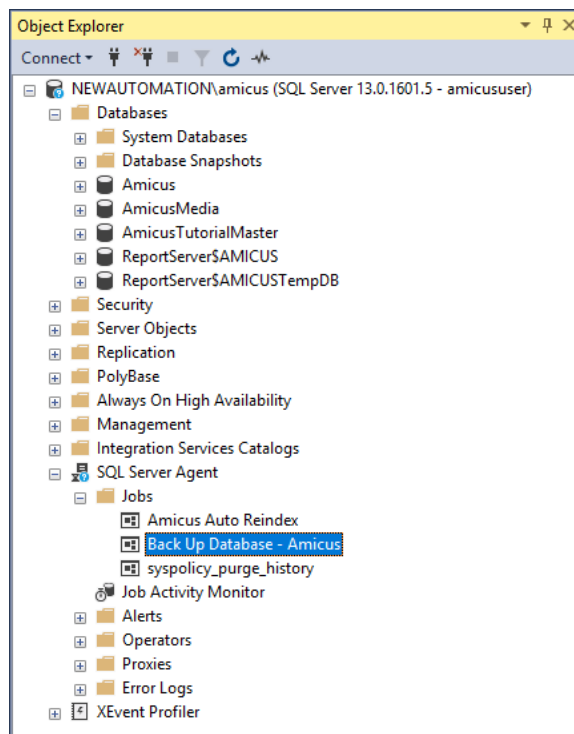 Object Explorer
Connect
NEWAUTOMATION\amicus (SQL Server 13.0.1601.5 - amicususer)
Databases
System Databases
Database Snapshots
Amicus
AmicusMedia
AmicusTutorialMaster
ReportServer$AMICUS
ReportServer$AMICUSTempDB
Security
Server Objects
Replication
PolyBase
Always On High Availability
Management
Integration Services Catalogs
SQL Server Agent
Jobs
Amicus Auto Reindex
Back Up Database - Amicus
syspolicy_purge_history
Job Activity Monitor
Alerts
Operators
Proxies
Error Logs
XEvent Profiler